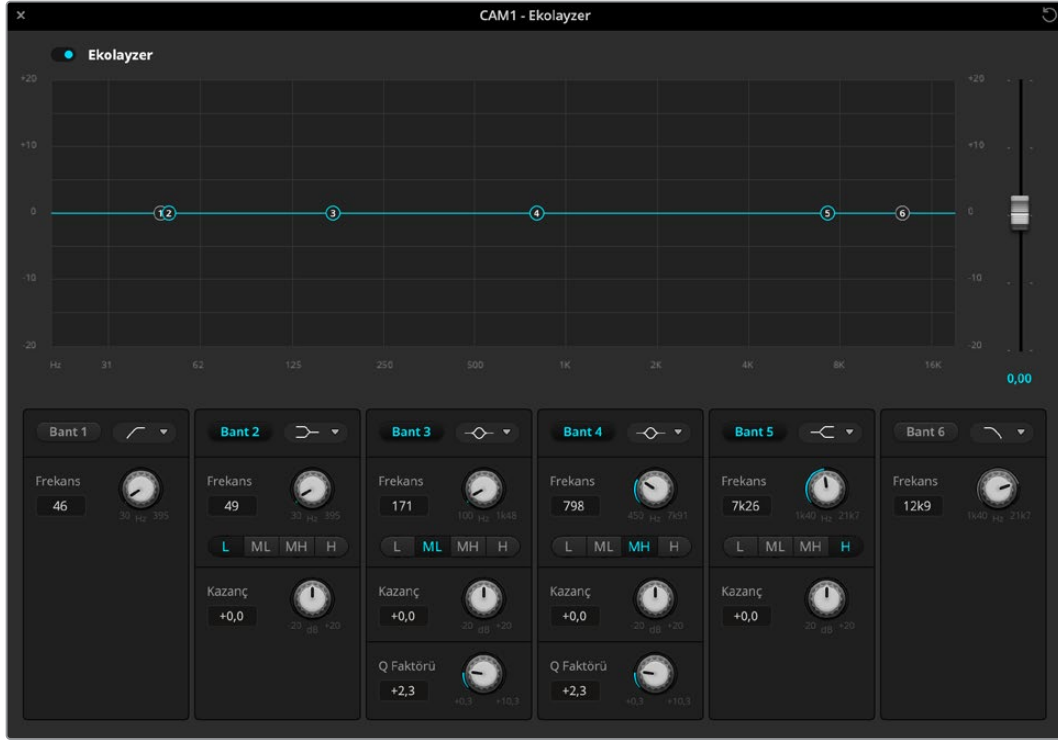 CAM1 - Ekolayzer
Ekolayzer
+20 +20
+10 +10
0 0
-10 -10
-20 -20
Hz 31 62 125 250 500 1K 2K 4K 8K 16K
1 2 3 4 5 6
0,00
Bant 1 Bant 2 Bant 3 Bant 4 Bant 5 Bant 6
Frekans Frekans Frekans Frekans Frekans Frekans
46 49 171 798 7k26 12k9
30 Hz 395 30 Hz 395 100 Hz 1k48 450 Hz 7k91 1k40 Hz 21k7 1k40 Hz 21k7
L ML MH H L ML MH H L ML MH H L ML MH H
Kazanç Kazanç Kazanç Kazanç
+0,0 +0,0 +0,0 +0,0
20 dB +20 20 dB +20 20 dB +20 20 dB +20
Q Faktörü Q Faktörü
+2,3 +2,3
+0,3 +10,3 +0,3 +10,3